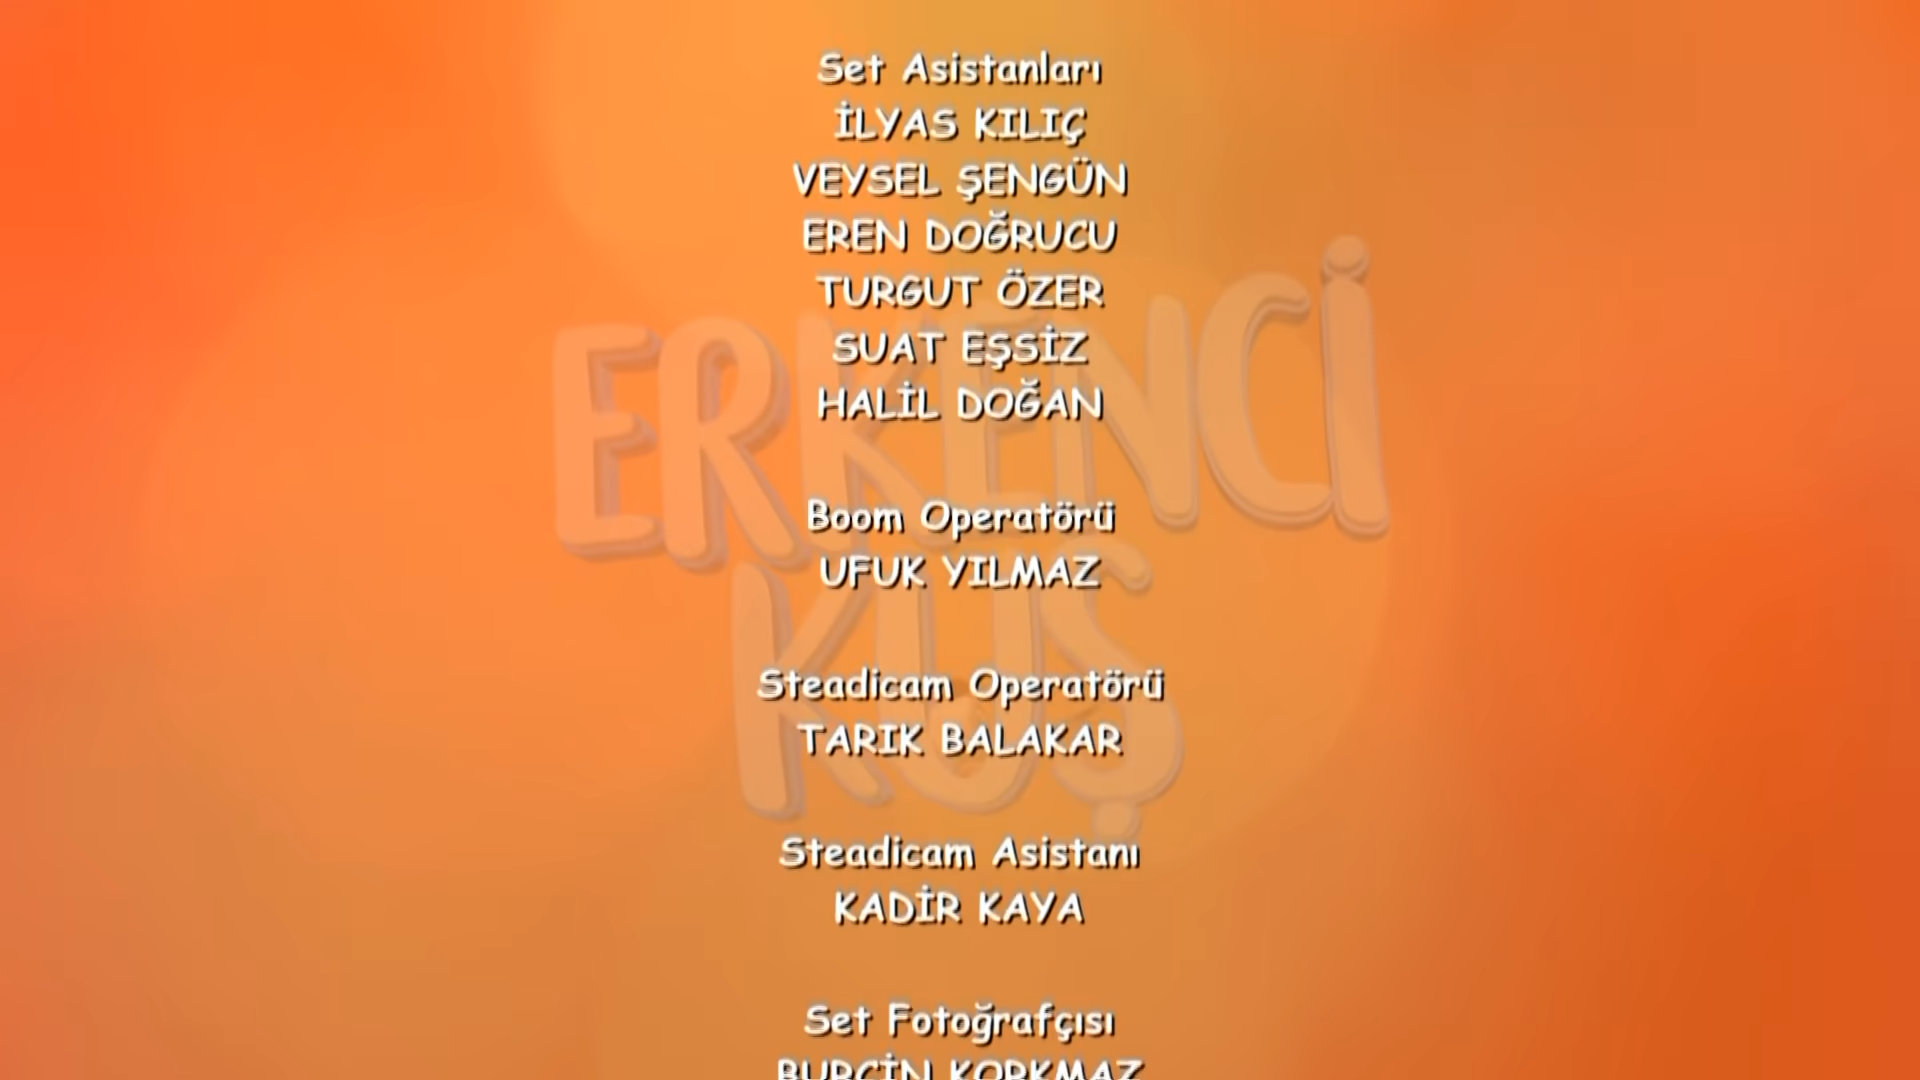 Set Asistanları
İLYAS KILIÇ
VEYSEL ŞENGÜN
EREN DOĞRUCU
TURGUT ÖZER
SUAT EŞSİZ
HALİL DOĞAN
ERKENCİ
KUŞ
Boom Operatörü
UFUK YILMAZ
Steadicam Operatörü
TARIK BALAKAR
Steadicam Asistanı
KADİR KAYA
Set Fotoğrafçısı
BURÇİN KORKMAZ